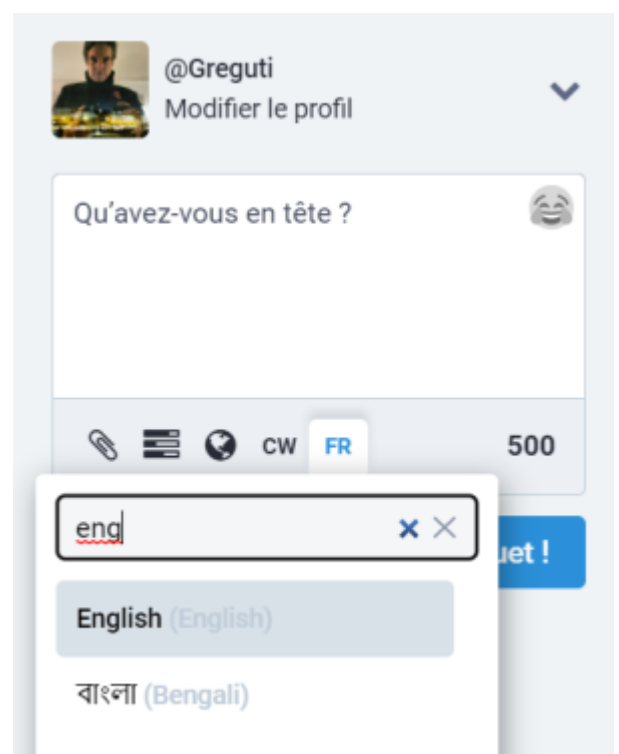 @Greguti
Modifier le profil
Qu'avez-vous en tête ?
CW FR 500
eng
uet !
English (English)
বাংলা (Bengali)